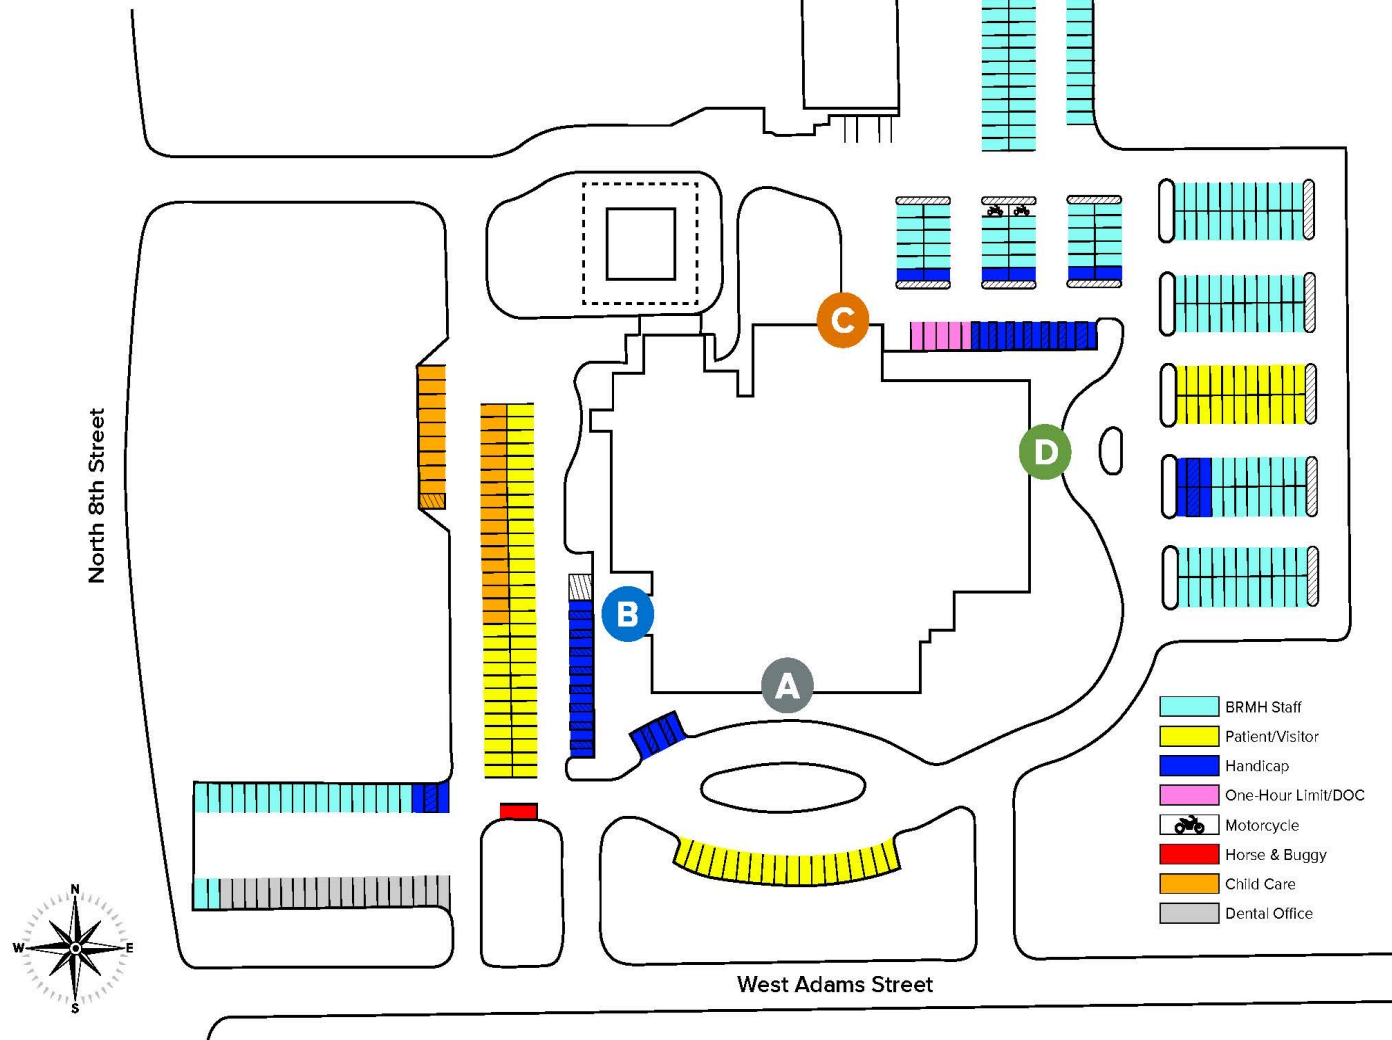 C
D
North 8th Street
B
A
BRMH Staff
Patient/Visitor
Handicap
One-Hour Limit/DOC
Motorcycle
Horse & Buggy
Child Care
Dental Office
N
W E
S
West Adams Street